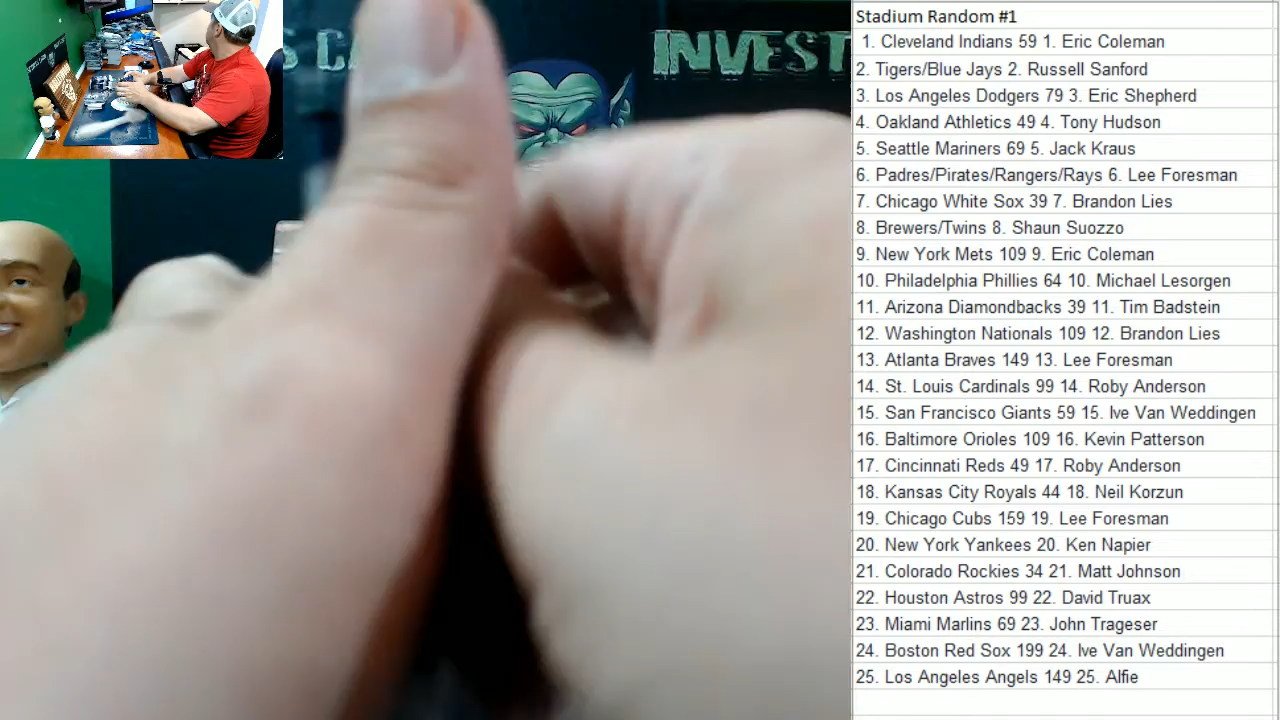 INVEST
Stadium Random #1
1. Cleveland Indians 59 1. Eric Coleman
2. Tigers/Blue Jays 2. Russell Sanford
3. Los Angeles Dodgers 79 3. Eric Shepherd
4. Oakland Athletics 49 4. Tony Hudson
5. Seattle Mariners 69 5. Jack Kraus
6. Padres/Pirates/Rangers/Rays 6. Lee Foresman
7. Chicago White Sox 39 7. Brandon Lies
8. Brewers/Twins 8. Shaun Suozzo
9. New York Mets 109 9. Eric Coleman
10. Philadelphia Phillies 64 10. Michael Lesorgen
11. Arizona Diamondbacks 39 11. Tim Badstein
12. Washington Nationals 109 12. Brandon Lies
13. Atlanta Braves 149 13. Lee Foresman
14. St. Louis Cardinals 99 14. Roby Anderson
15. San Francisco Giants 59 15. Ive Van Weddingen
16. Baltimore Orioles 109 16. Kevin Patterson
17. Cincinnati Reds 49 17. Roby Anderson
18. Kansas City Royals 44 18. Neil Korzun
19. Chicago Cubs 159 19. Lee Foresman
20. New York Yankees 20. Ken Napier
21. Colorado Rockies 34 21. Matt Johnson
22. Houston Astros 99 22. David Truax
23. Miami Marlins 69 23. John Trageser
24. Boston Red Sox 199 24. Ive Van Weddingen
25. Los Angeles Angels 149 25. Alfie